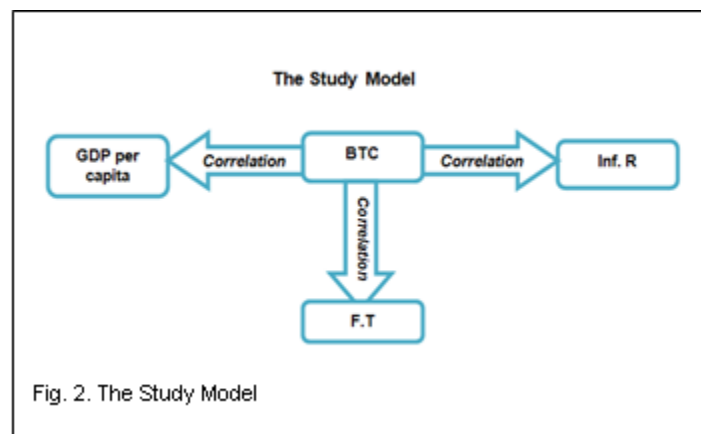 The Study Model
GDP per
capita
Correlation
BTC
Correlation
Inf. R
Correlation
F.T
Fig. 2. The Study Model